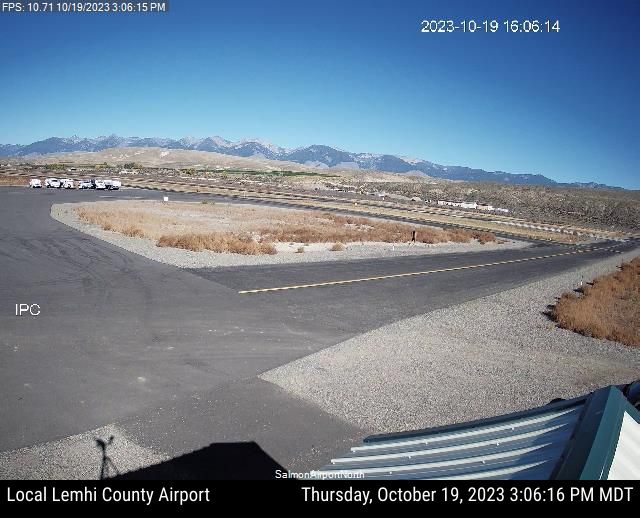 FPS: 10.71 10/19/2023 3:06:15 PM
2023-10-19 16:06:14
IPC
SalmonAirportNorth
Local Lemhi County Airport Thursday, October 19, 2023 3:06:16 PM MDT